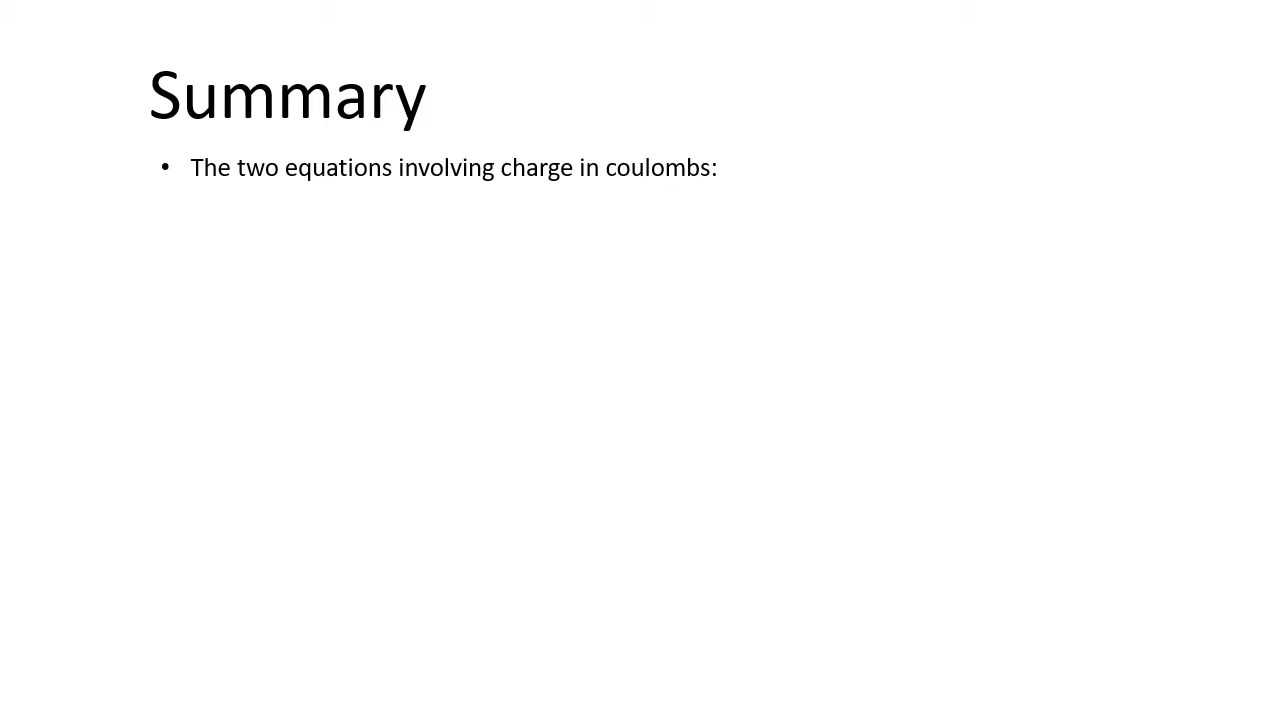 Summary
• The two equations involving charge in coulombs: